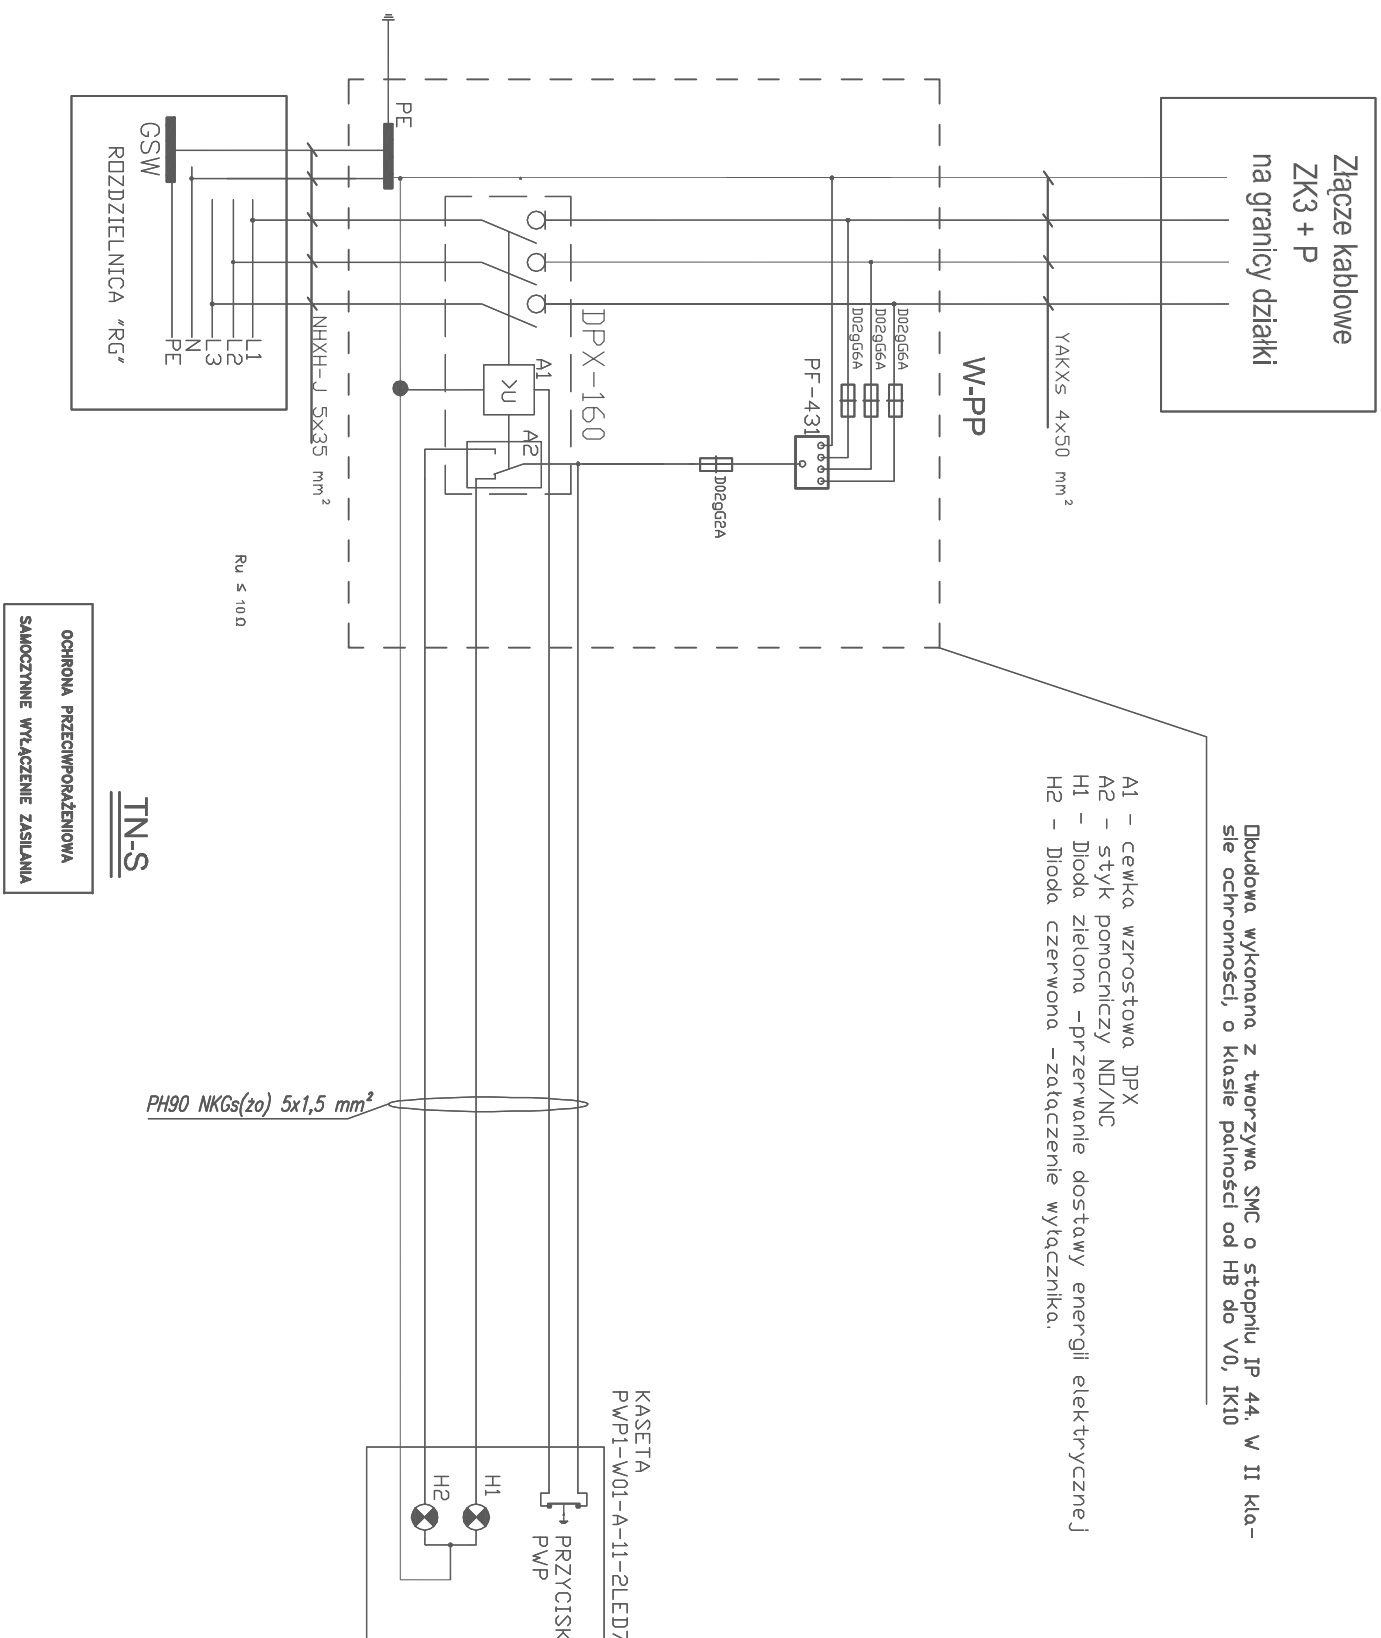 Złącze kablowe
ZK3 + P
na granicy działki
YAKXs 4x50 mm²
W-PP
D02gG6A
D02gG6A
D02gG6A
PF-431
D02gG2A
DPX-160
A1
>U
A2
PE
NHXH-J 5x35 mm²
L1
L2
L3
N
PE
GSW
ROZDZIELNICA "RG"
Ru ≤ 10Ω
Obudowa wykonana z tworzywa SMC o stopniu IP 44. W II kla-
sie ochronności, o klasie palności od HB do V0, IK10
A1 - cewka wzrostowa DPX
A2 - styk pomocniczy NO/NC
H1 - Dioda zielona -przerwanie dostawy energii elektrycznej
H2 - Dioda czerwona -załączenie wyłącznika.
TN-S
OCHRONA PRZECIWPORAŻENIOWA
SAMOCZYNNE WYŁĄCZENIE ZASILANIA
PH90 NKGs(żo) 5x1,5 mm²
KASETA
PWP1-W01-A-11-2LED7
H1
H2
PRZYCISK
PWP